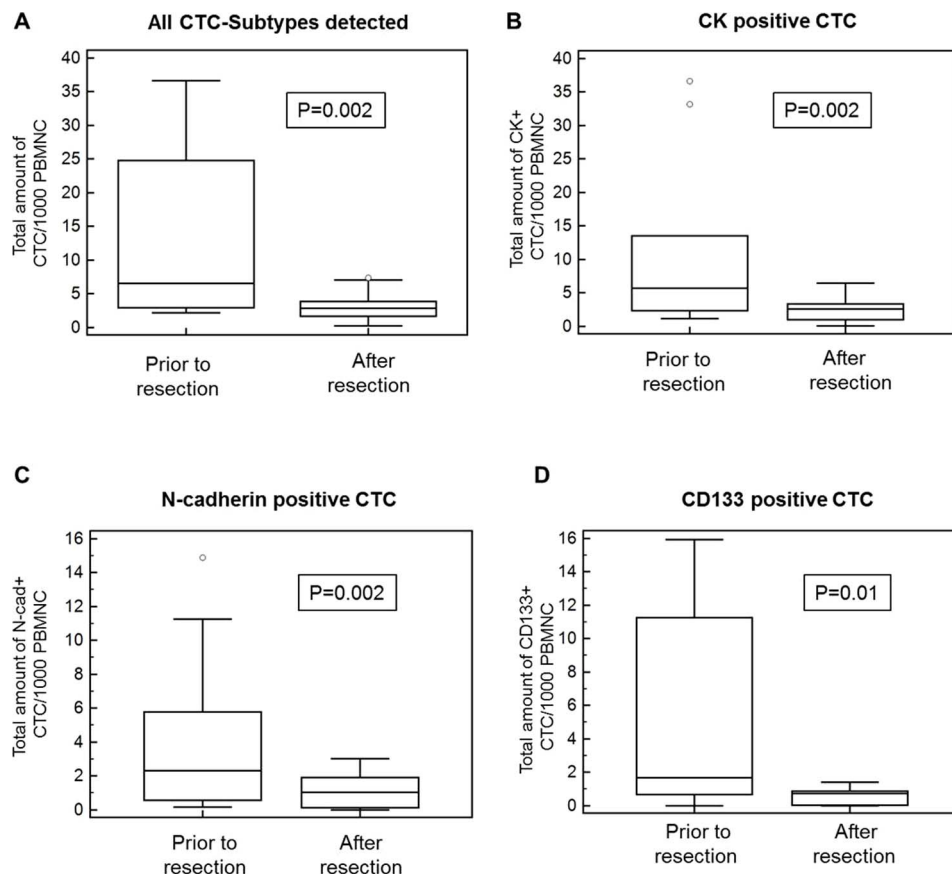 A
All CTC-Subtypes detected
Total amount of
CTC/1000 PBMNC
40
35
30
25
20
15
10
5
0
P=0.002
Prior to
resection
After
resection
B
CK positive CTC
Total amount of CK+
CTC/1000 PBMNC
40
35
30
25
20
15
10
5
0
P=0.002
Prior to
resection
After
resection
C
N-cadherin positive CTC
Total amount of N-cad+
CTC/1000 PBMNC
16
14
12
10
8
6
4
2
0
P=0.002
Prior to
resection
After
resection
D
CD133 positive CTC
Total amount of CD133+
CTC/1000 PBMNC
16
14
12
10
8
6
4
2
0
P=0.01
Prior to
resection
After
resection